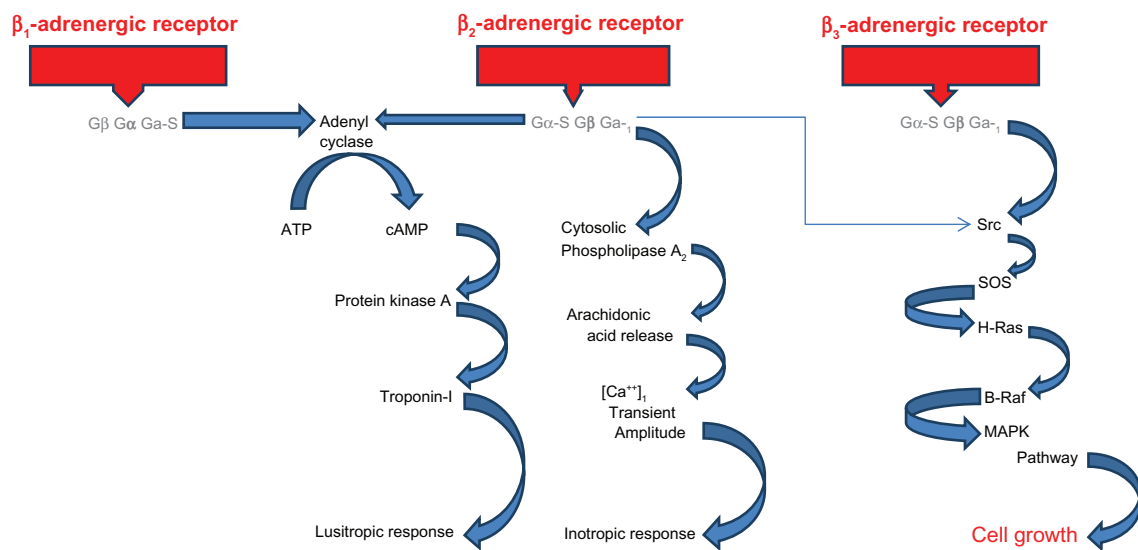 β₁-adrenergic receptor
β₂-adrenergic receptor
β₃-adrenergic receptor
Gβ Gα Ga-S
Adenyl
cyclase
Gα-S Gβ Ga-₁
Gα-S Gβ Ga-₁
ATP
cAMP
Cytosolic
Phospholipase A₂
Src
Protein kinase A
Arachidonic
acid release
SOS
H-Ras
Troponin-I
[Ca⁺⁺]₁
Transient
Amplitude
B-Raf
MAPK
Pathway
Lusitropic response
Inotropic response
Cell growth